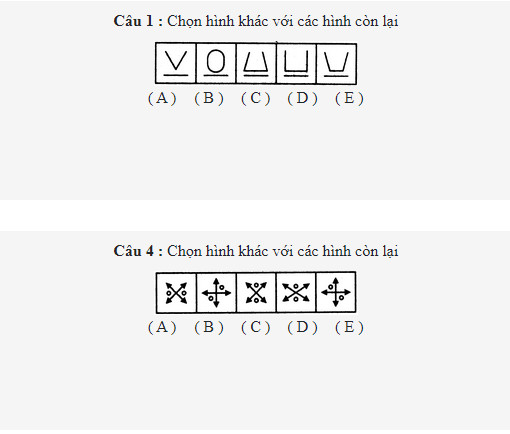 Câu 1 : Chọn hình khác với các hình còn lại
( A ) ( B ) ( C ) ( D ) ( E )
Câu 4 : Chọn hình khác với các hình còn lại
( A ) ( B ) ( C ) ( D ) ( E )